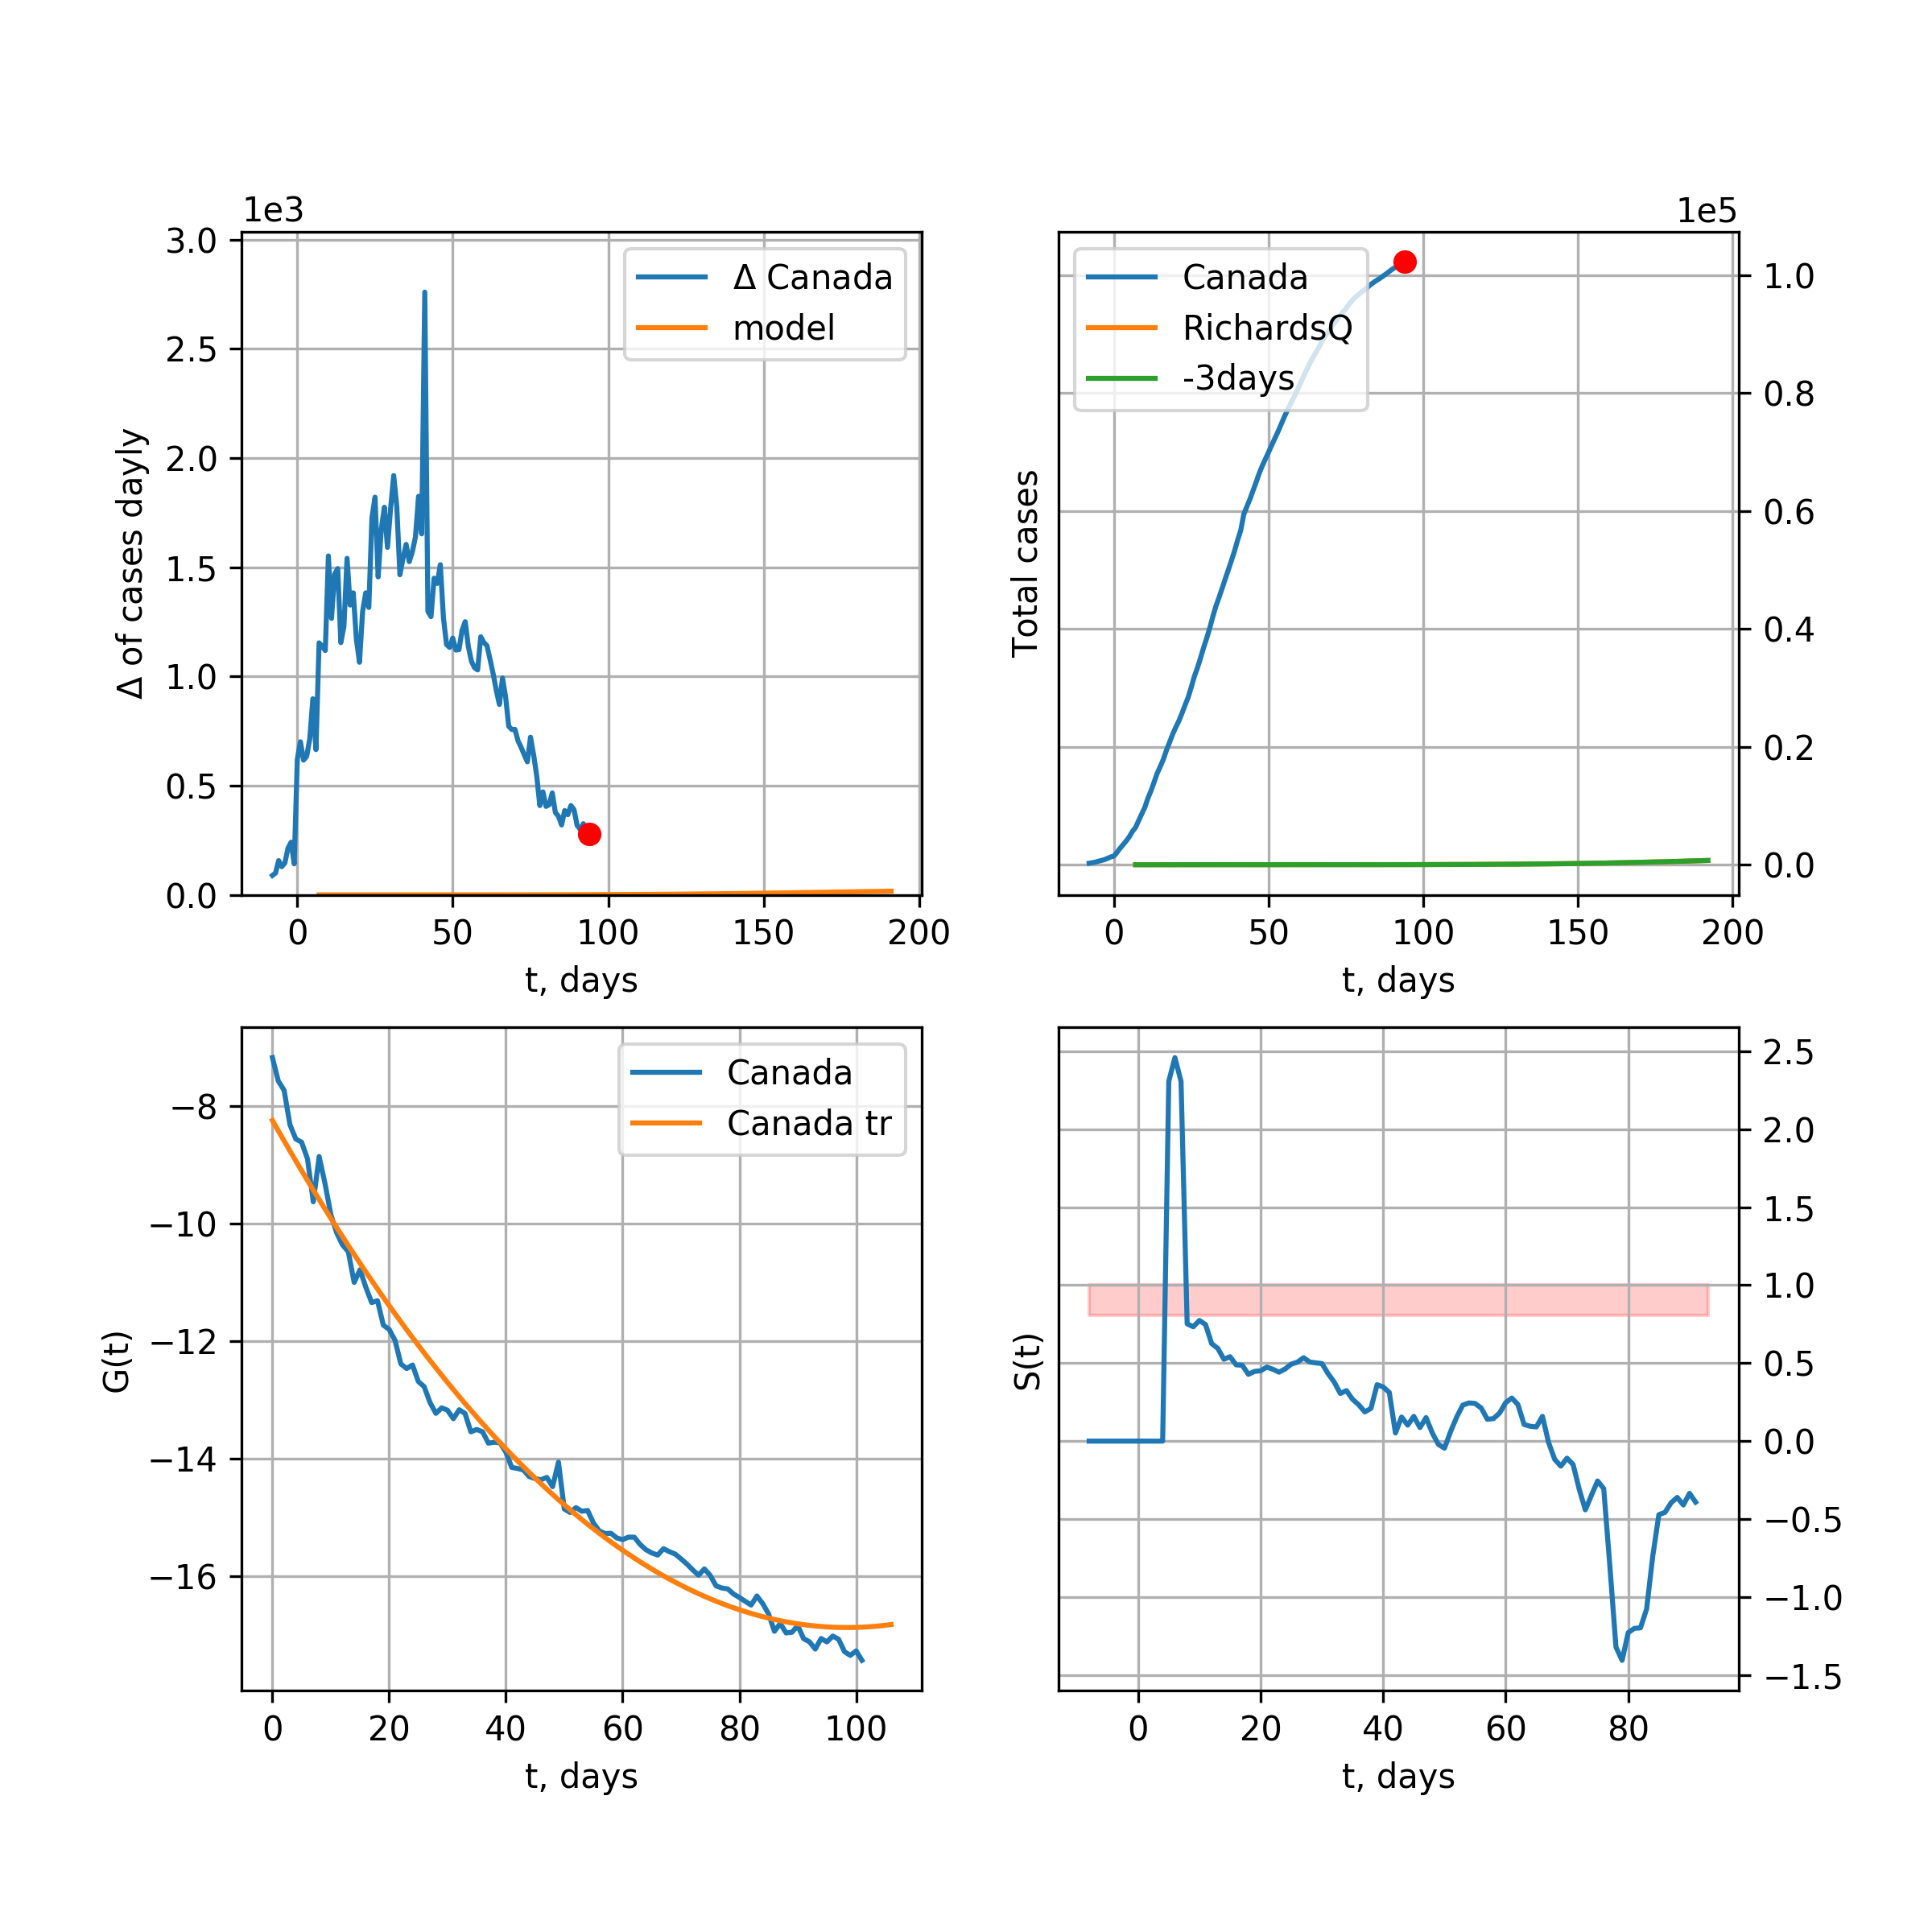 1e3
3.0
2.5
2.0
1.5
1.0
0.5
0.0
Δ of cases dayly
Δ Canada
model
0 50 100 150 200
t, days
1e5
Total cases
Canada
RichardsQ
-3days
1.0
0.8
0.6
0.4
0.2
0.0
0 50 100 150 200
t, days
−8
−10
−12
−14
−16
G(t)
Canada
Canada tr
0 20 40 60 80 100
t, days
S(t)
2.5
2.0
1.5
1.0
0.5
0.0
−0.5
−1.0
−1.5
0 20 40 60 80
t, days